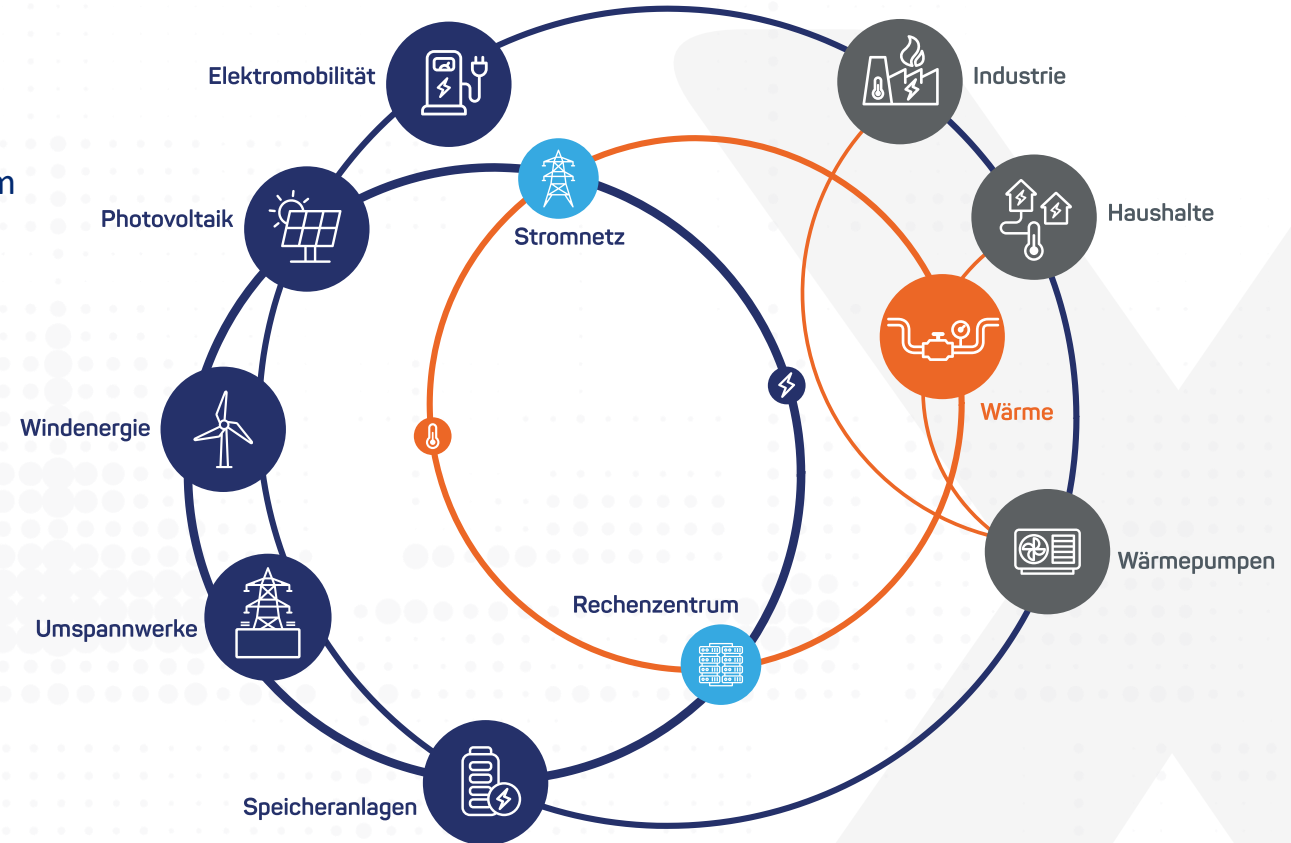 Elektromobilität
Industrie
Photovoltaik
Haushalte
Stromnetz
Wärme
Windenergie
Wärmepumpen
Rechenzentrum
Umspannwerke
Speicheranlagen